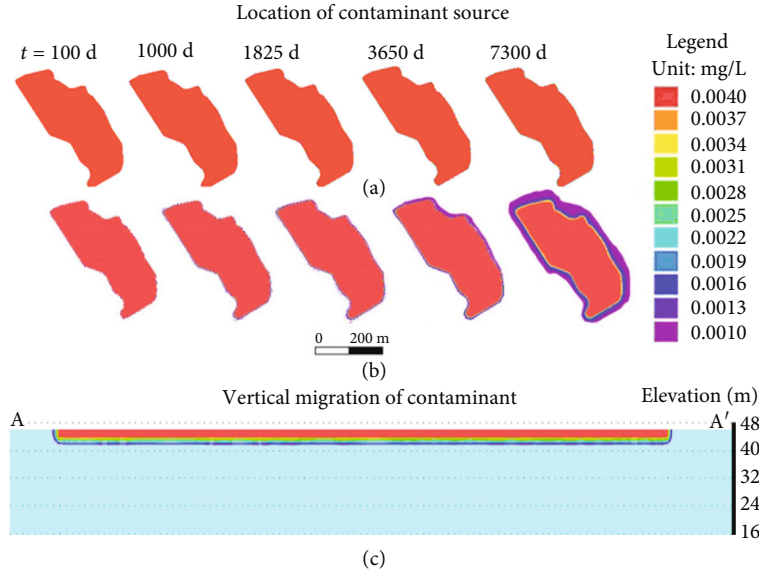 Location of contaminant source
t = 100 d 1000 d 1825 d 3650 d 7300 d
(a)
0 200 m
(b)
Legend
Unit: mg/L
0.0040
0.0037
0.0034
0.0031
0.0028
0.0025
0.0022
0.0019
0.0016
0.0013
0.0010
Vertical migration of contaminant
Elevation (m)
A A′
48
40
32
24
16
(c)